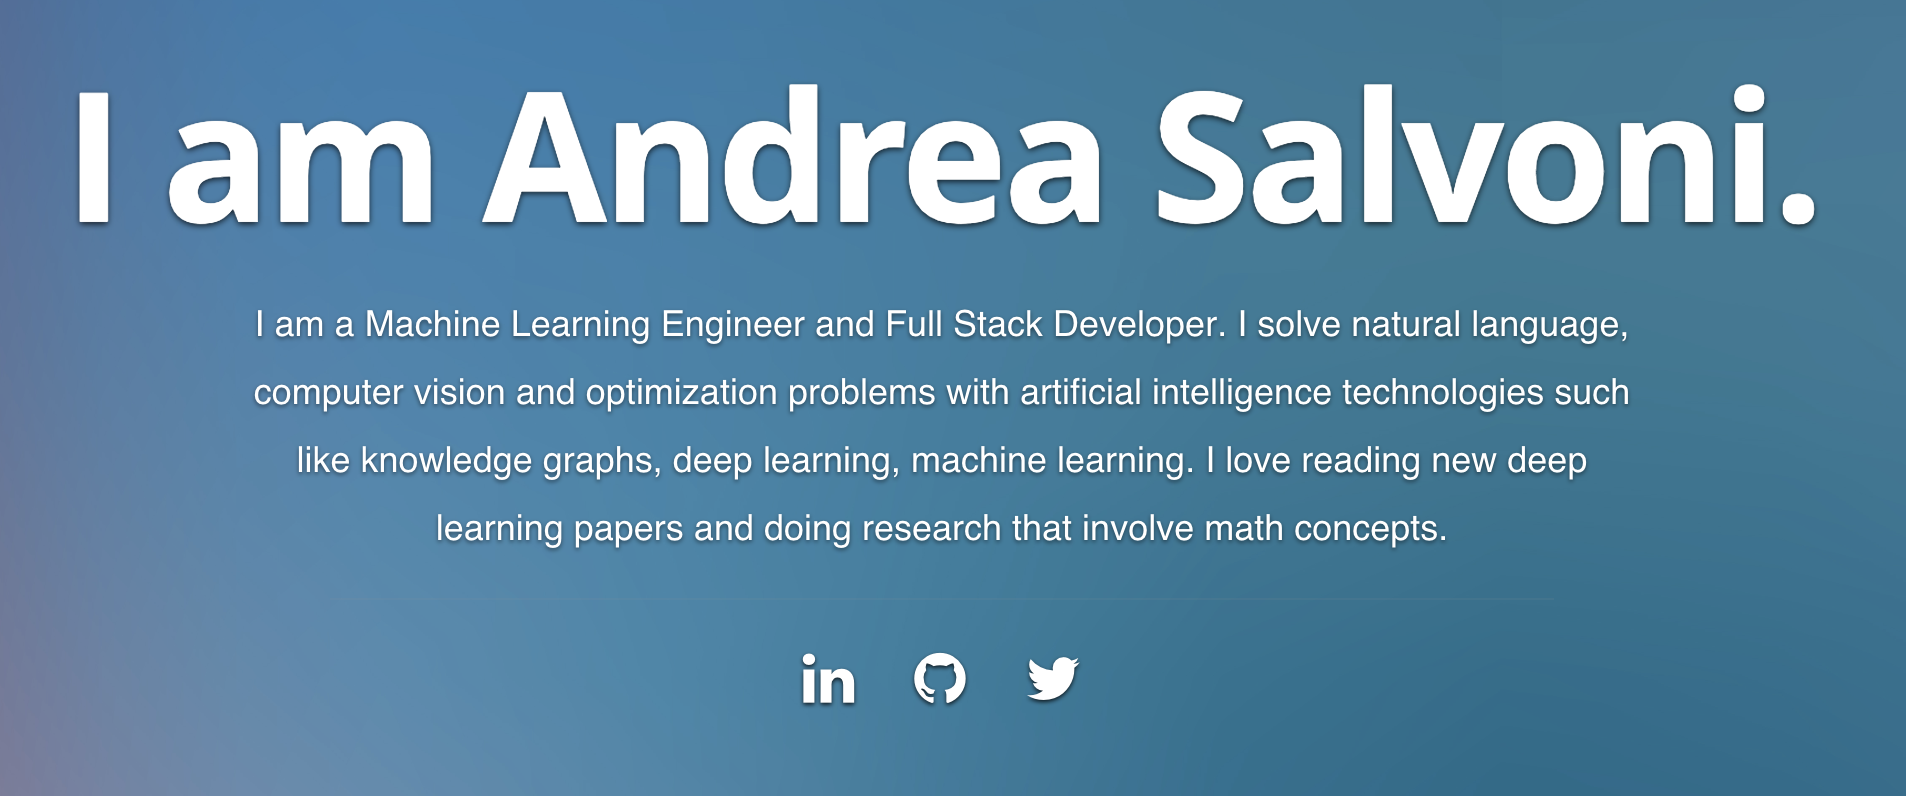 I am Andrea Salvoni.
I am a Machine Learning Engineer and Full Stack Developer. I solve natural language,
computer vision and optimization problems with artificial intelligence technologies such
like knowledge graphs, deep learning, machine learning. I love reading new deep
learning papers and doing research that involve math concepts.
in